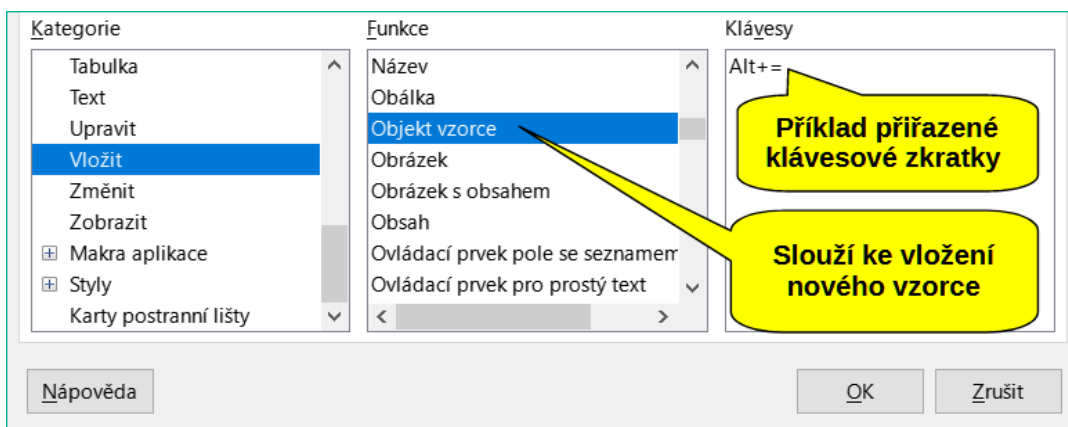 Kategorie
Tabulka
Text
Upravit
Vložit
Změnit
Zobrazit
Makra aplikace
Styly
Karty postranní lišty
Funkce
Název
Obálka
Objekt vzorce
Obrázek
Obrázek s obsahem
Obsah
Ovládací prvek pole se seznamem
Ovládací prvek pro prostý text
Klávesy
Alt+=
Příklad přiřazené
klávesové zkratky
Slouží ke vložení
nového vzorce
Nápověda
OK
Zrušit